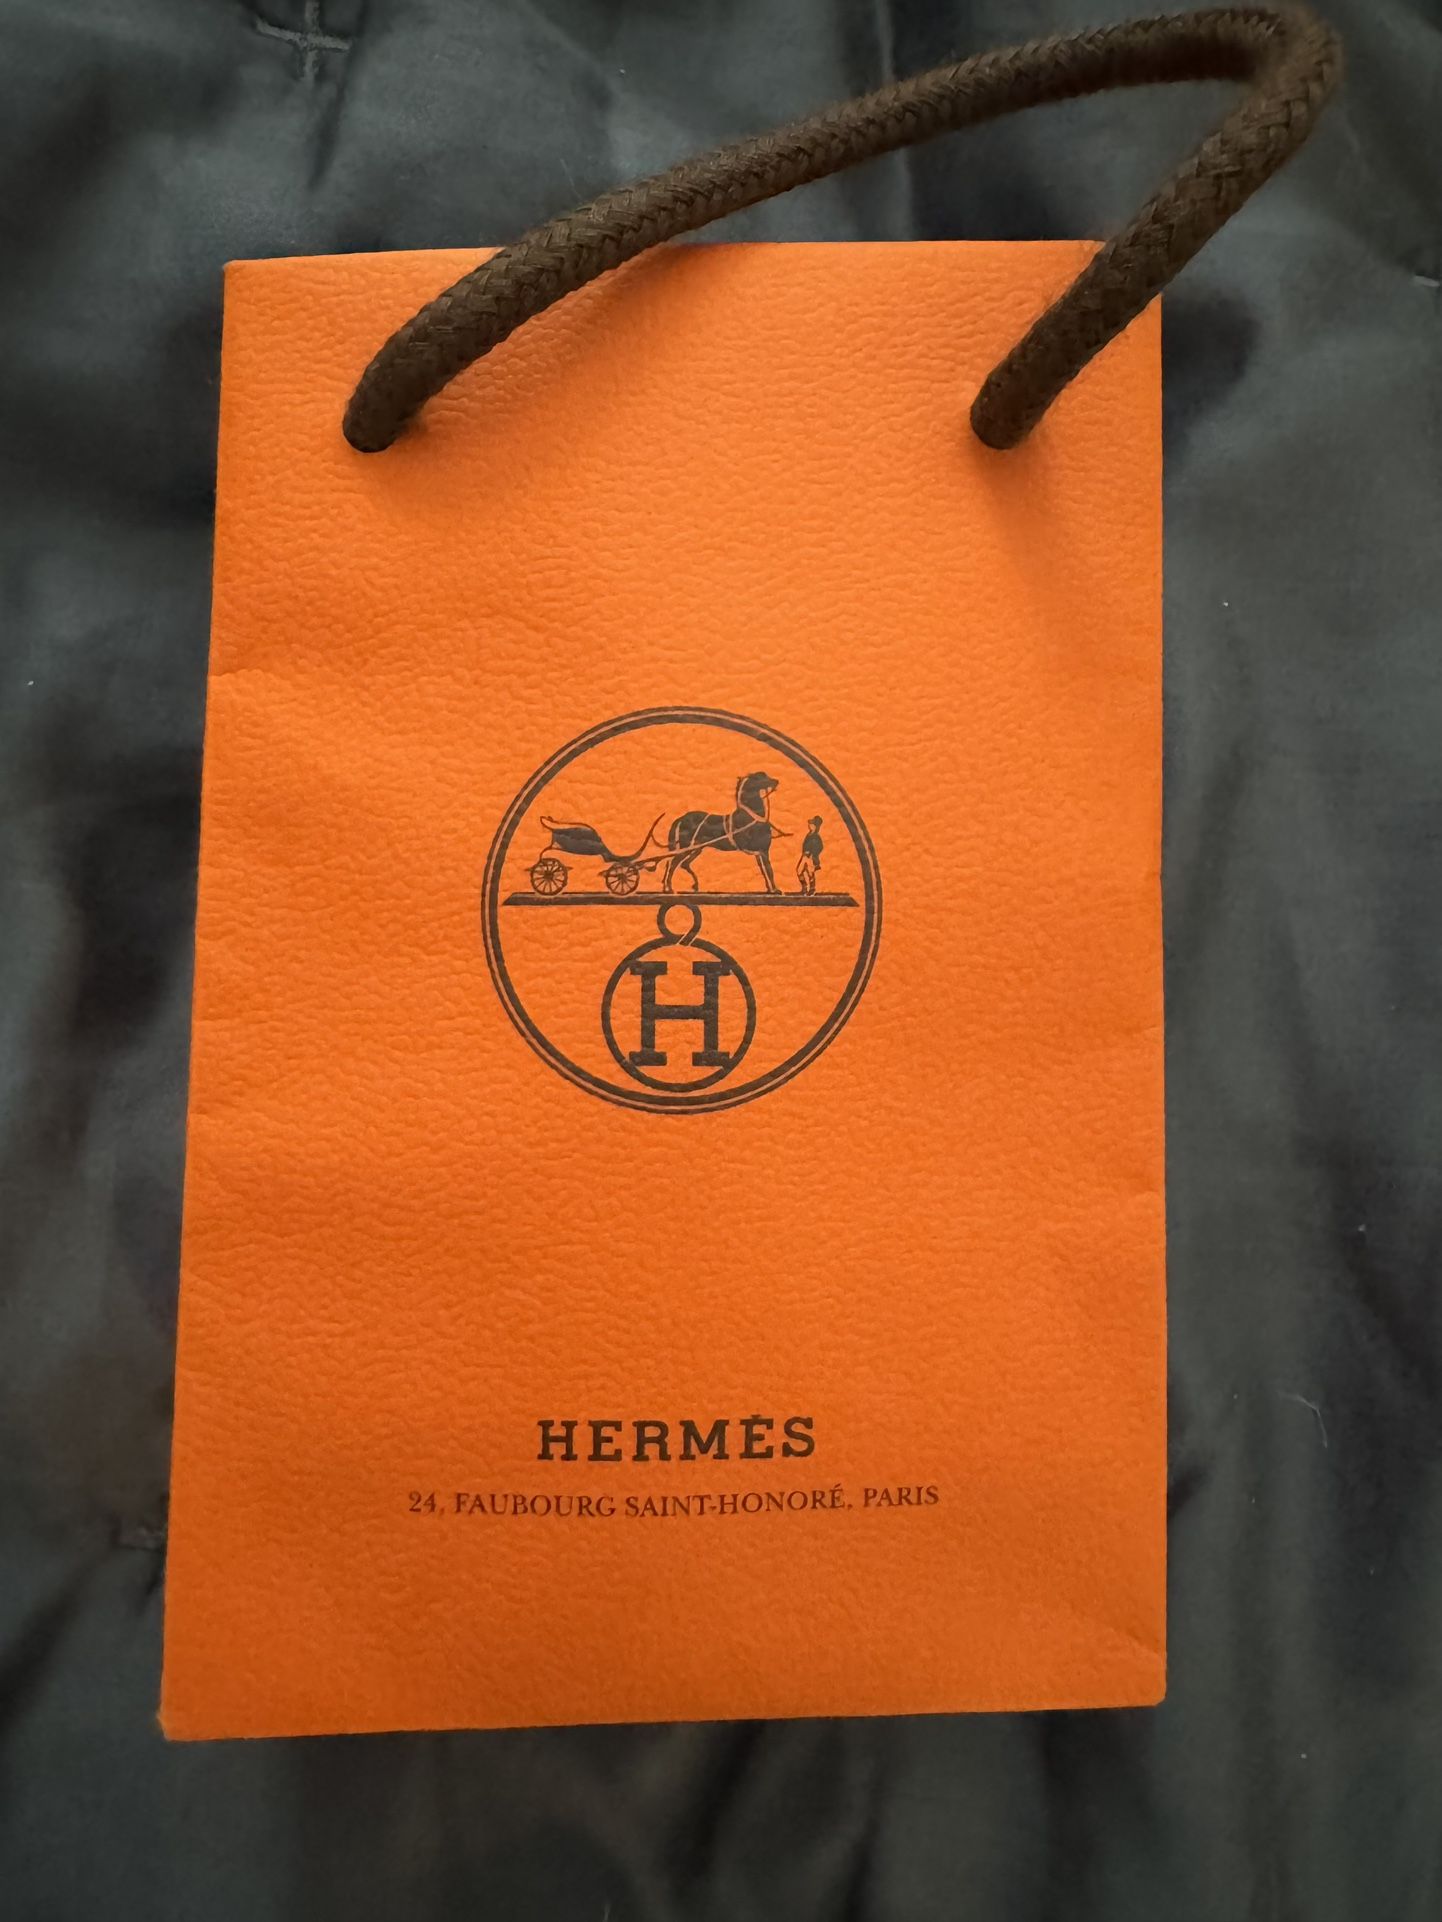 H
HERMÈS
24, FAUBOURG SAINT-HONORÉ, PARIS